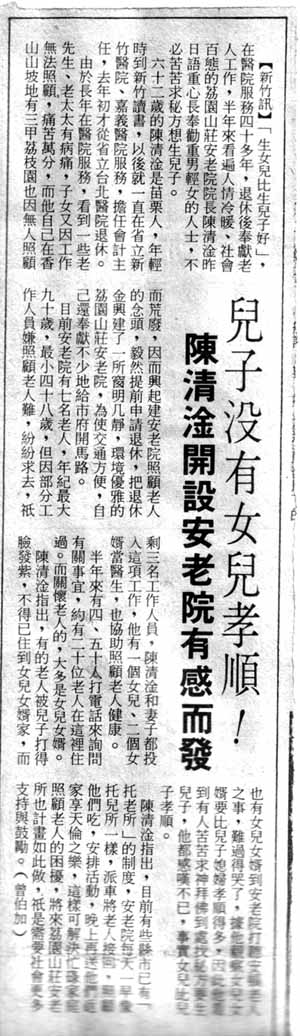 兒子没有女兒孝順！
陳清淦開設安老院有感而發
【新竹訊】「生女兒比生兒子好」，
在醫院服務四十多年，退休後奉獻老
人工作，半年來看遍人情冷暖、社會
百態的荔園山莊安老院院長陳清淦昨
日語重心長奉勸重男輕女的人士，不
必苦苦求秘方想生兒子。
六十二歲的陳清淦是苗栗人，年輕
時到新竹讀書，以後就一直在省立新
竹醫院、嘉義醫院服務，擔任會計主
任，去年初才從省立台北醫院退休。
由於長年在醫院服務，看到一些老
先生、老太太有病痛，子女又因工作
無法照顧，痛苦萬分，而他自己在香
山山坡地有三甲荔枝園也因無人照顧
而荒廢，因而興起建安老院照顧老人
的念頭，毅然提前申請退休，把退休
金興建了一所窗明几靜，環境優雅的
荔園山莊安老院，為使交通方便，自
己還奉獻不少地給市府開馬路。
目前安老院有七名老人，年紀最大
九十歲，最小四十八歲，但因部分工
作人員嫌照顧老人難，紛紛求去，祇
剩三名工作人員，陳清淦和妻子都投
入這項工作，他有一個女兒、二個女
婿當醫生，也協助照顧老人健康。
半年來有四、五十人打電話來詢問
有關事宜，約有二十位老人在這裡住
過。而關懷老人的，大多是女兒女婿。
陳清淦指出，有的老人被兒子打得
臉發紫，不得已住到女兒女婿家，而
也有女兒女婿到安老院打聽安頓老人
之事，難過得哭了。據他觀察女兒女
婿要比兒子媳婦孝順得多，因此看
到有人苦苦求神拜佛到處找秘方要生
兒子，他都感嘆不已，事實女兒比兒
子孝順。
陳清淦指出，目前有些縣市已有「
托老所」的制度，安老院每天一早像
托兒所一樣，派車將老人接回，照顧
他們吃，安排活動，晚上再送他們返
家享天倫之樂，這樣可解決忙碌家庭
照顧老人的困擾，將來荔園山莊安老
所也計畫如此做，祇是需要社會更多
支持與鼓勵。（曾伯加）